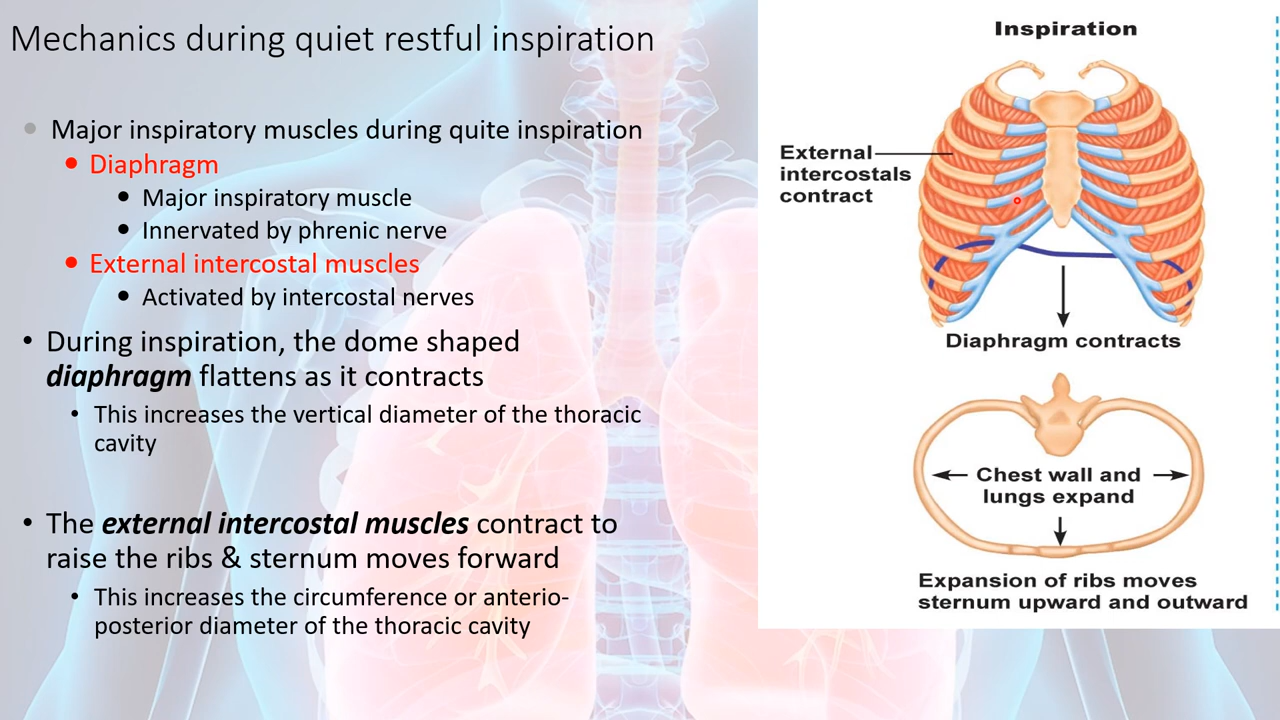 Mechanics during quiet restful inspiration
Major inspiratory muscles during quite inspiration
Diaphragm
Major inspiratory muscle
Innervated by phrenic nerve
External intercostal muscles
Activated by intercostal nerves
During inspiration, the dome shaped
diaphragm flattens as it contracts
This increases the vertical diameter of the thoracic
cavity
The external intercostal muscles contract to
raise the ribs & sternum moves forward
This increases the circumference or anterio-
posterior diameter of the thoracic cavity
Inspiration
External
intercostals
contract
Diaphragm contracts
Chest wall and
lungs expand
Expansion of ribs moves
sternum upward and outward